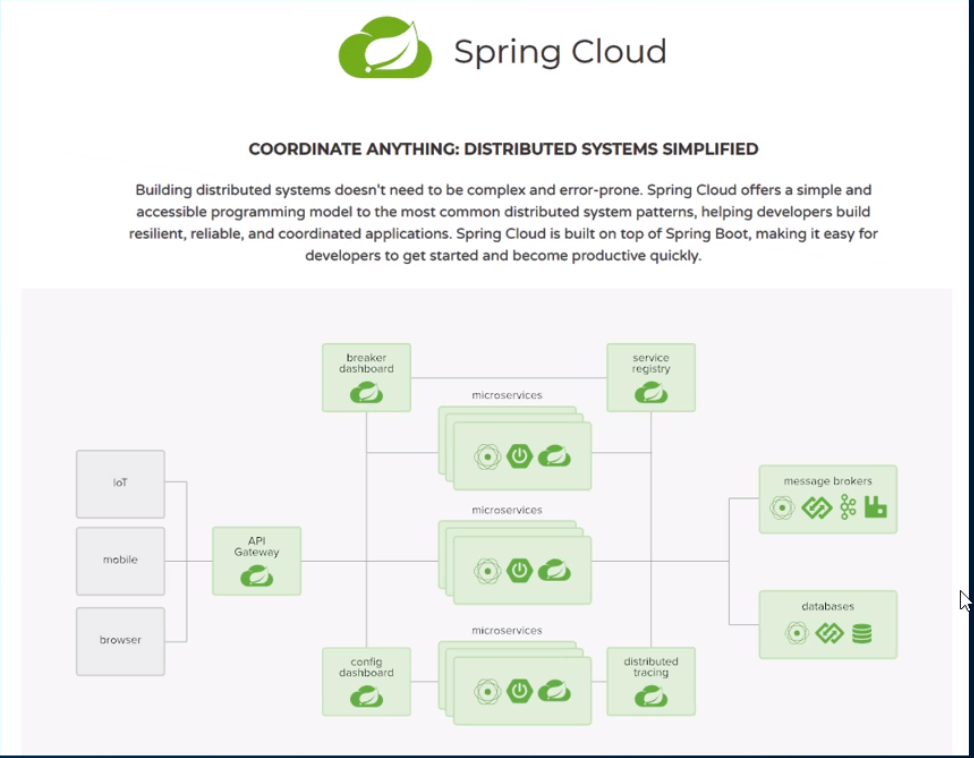 Spring Cloud
COORDINATE ANYTHING: DISTRIBUTED SYSTEMS SIMPLIFIED
Building distributed systems doesn't need to be complex and error-prone. Spring Cloud offers a simple and
accessible programming model to the most common distributed system patterns, helping developers build
resilient, reliable, and coordinated applications. Spring Cloud is built on top of Spring Boot, making it easy for
developers to get started and become productive quickly.
breaker
dashboard
service
registry
microservices
IoT
message brokers
microservices
API
Gateway
mobile
databases
microservices
browser
config
dashboard
distributed
tracing